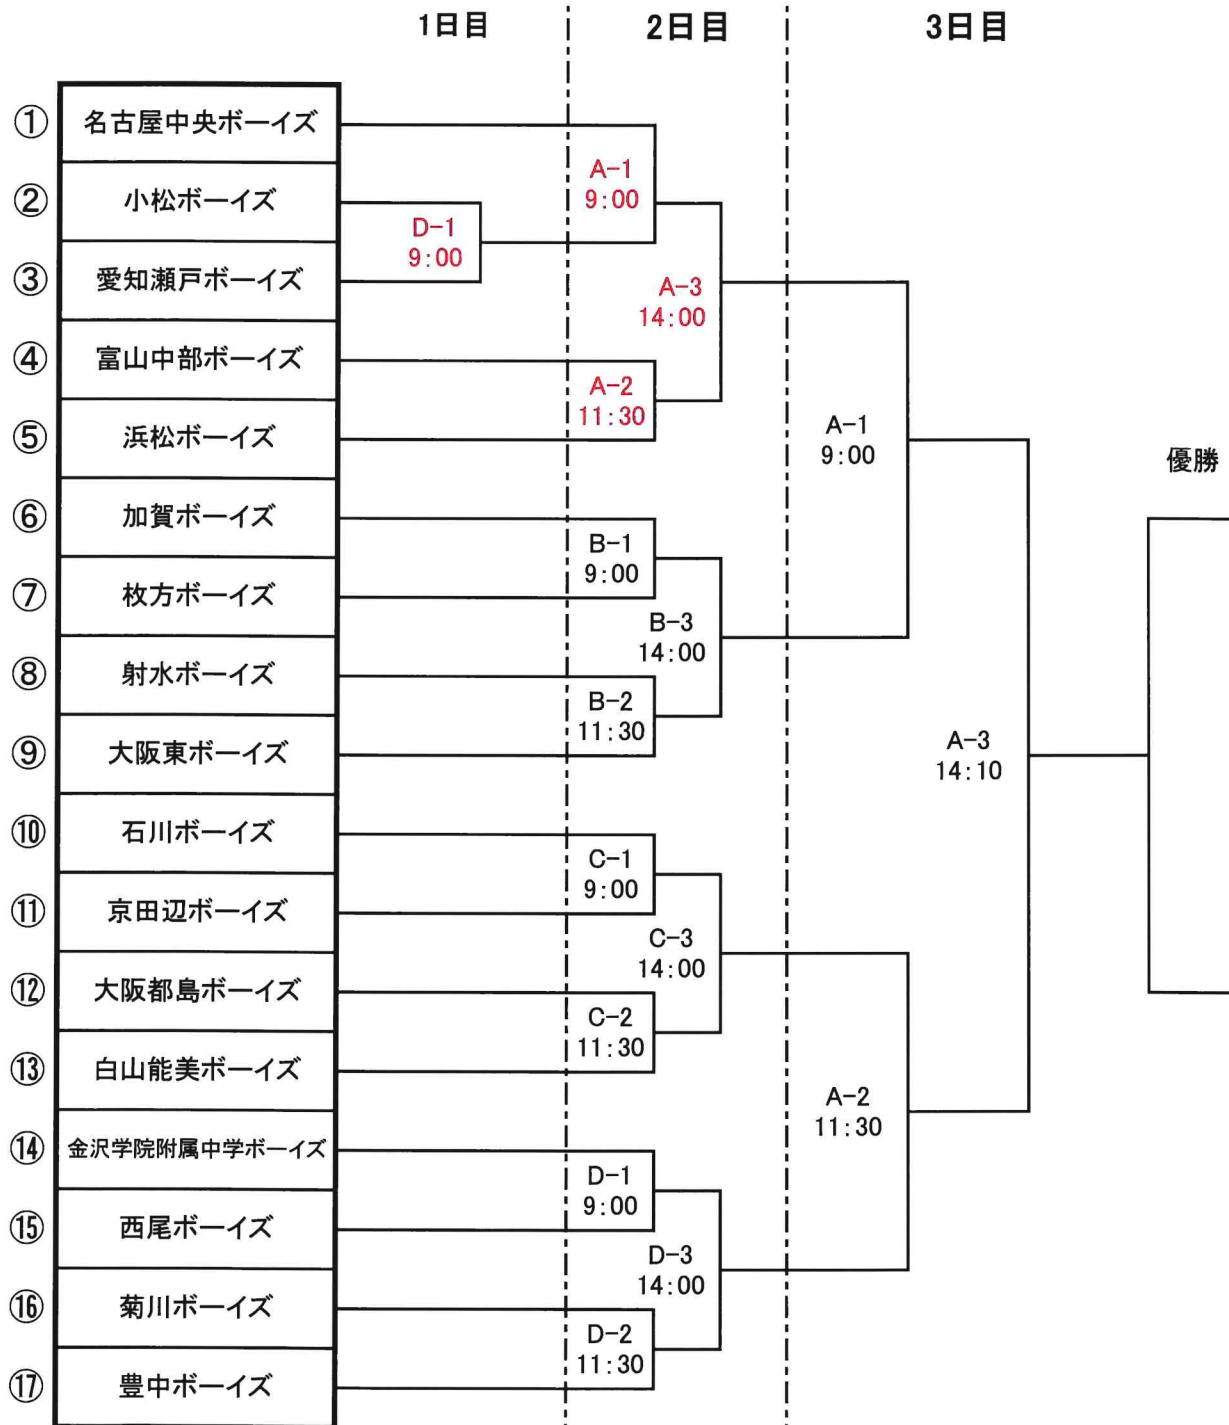 1日目
2日目
3日目
① 名古屋中央ボーイズ
② 小松ボーイズ
③ 愛知瀬戸ボーイズ
④ 富山中部ボーイズ
⑤ 浜松ボーイズ
⑥ 加賀ボーイズ
⑦ 枚方ボーイズ
⑧ 射水ボーイズ
⑨ 大阪東ボーイズ
⑩ 石川ボーイズ
⑪ 京田辺ボーイズ
⑫ 大阪都島ボーイズ
⑬ 白山能美ボーイズ
⑭ 金沢学院附属中学ボーイズ
⑮ 西尾ボーイズ
⑯ 菊川ボーイズ
⑰ 豊中ボーイズ
D-1
9:00
A-1
9:00
A-2
11:30
A-3
14:00
B-1
9:00
B-2
11:30
B-3
14:00
C-1
9:00
C-2
11:30
C-3
14:00
D-1
9:00
D-2
11:30
D-3
14:00
A-1
9:00
A-2
11:30
A-3
14:10
優勝